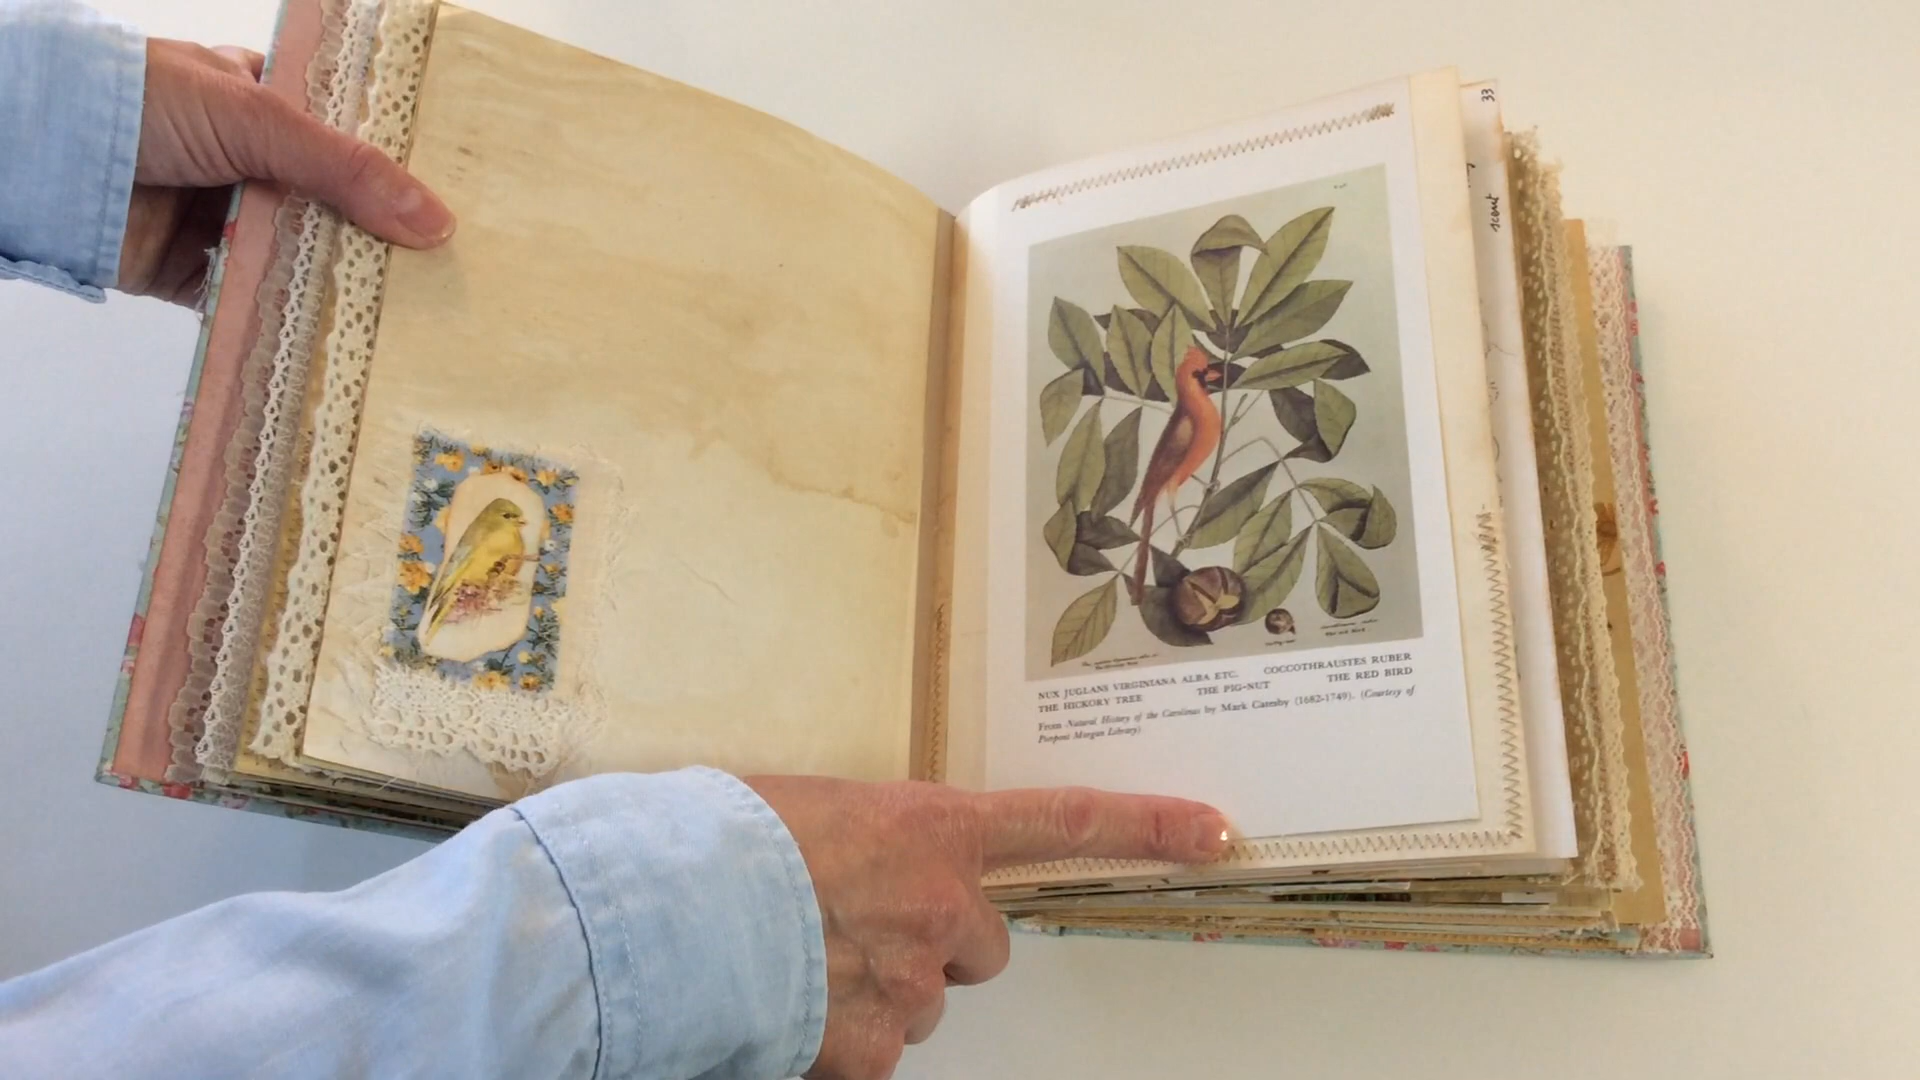 33
scent
NUX JUGLANS VIRGINIANA ALBA ETC. COCCOTHRAUSTES RUBER
THE HICKORY TREE THE PIG-NUT THE RED BIRD
From Natural History of the Carolinas by Mark Catesby (1682-1749). (Courtesy of
Pierpont Morgan Library)